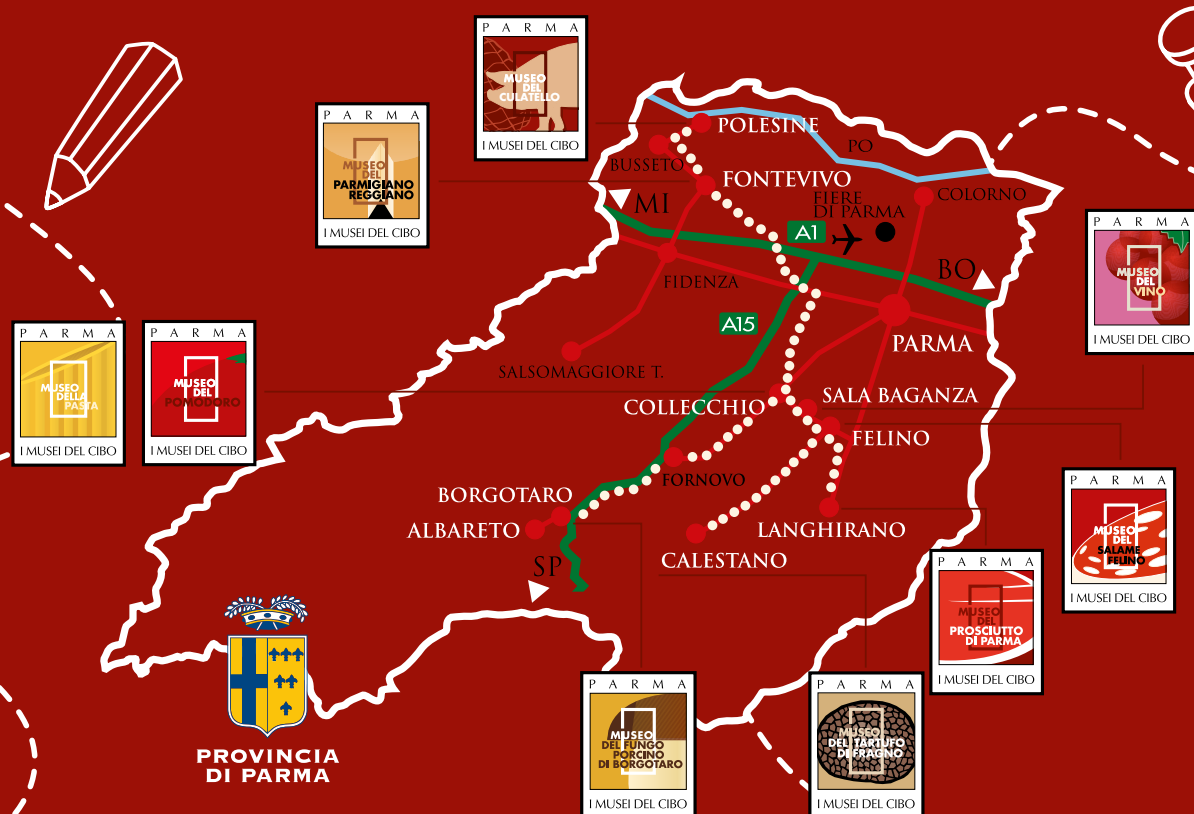 PARMA
MUSEO
DEL
CULATELLO
I MUSEI DEL CIBO
PARMA
MUSEO
DEL
PARMIGIANO
REGGIANO
I MUSEI DEL CIBO
POLESINE
PO
BUSSETO
FONTEVIVO
COLORNO
MI
FIERE
DI PARMA
A1
BO
FIDENZA
PARMA
MUSEO
DEL
VINO
I MUSEI DEL CIBO
A15
PARMA
PARMA
MUSEO
DELLA
PASTA
I MUSEI DEL CIBO
PARMA
MUSEO
DEL
POMODORO
I MUSEI DEL CIBO
SALSOMAGGIORE T.
COLLECCHIO
SALA BAGANZA
FELINO
FORNOVO
BORGOTARO
ALBARETO
LANGHIRANO
CALESTANO
SP
PARMA
MUSEO
DEL
SALAME
FELINO
I MUSEI DEL CIBO
PARMA
MUSEO
DEL
PROSCIUTTO
DI PARMA
I MUSEI DEL CIBO
PARMA
MUSEO
DEL FUNGO
PORCINO
DI BORGOTARO
I MUSEI DEL CIBO
PARMA
MUSEO
DEL TARTUFO
DI FRAGNO
I MUSEI DEL CIBO
PROVINCIA
DI PARMA